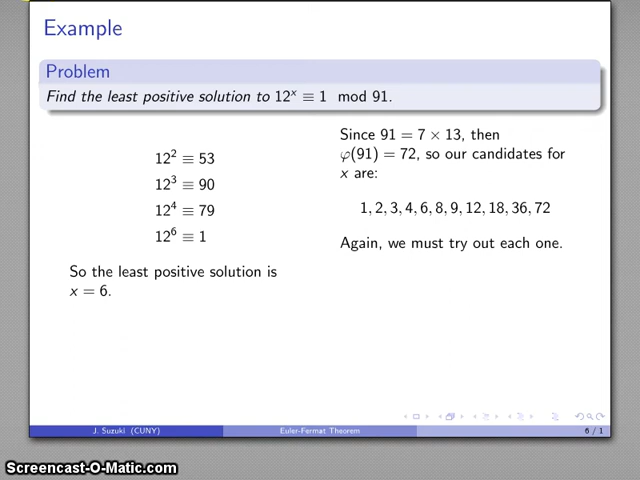 Example
Problem
Find the least positive solution to 12^x ≡ 1 mod 91.
12^2 ≡ 53
12^3 ≡ 90
12^4 ≡ 79
12^6 ≡ 1
So the least positive solution is
x = 6.
Since 91 = 7 × 13, then
φ(91) = 72, so our candidates for
x are:
1, 2, 3, 4, 6, 8, 9, 12, 18, 36, 72
Again, we must try out each one.
J. Suzuki (CUNY)
Euler-Fermat Theorem
6 / 1
Screencast-O-Matic.com